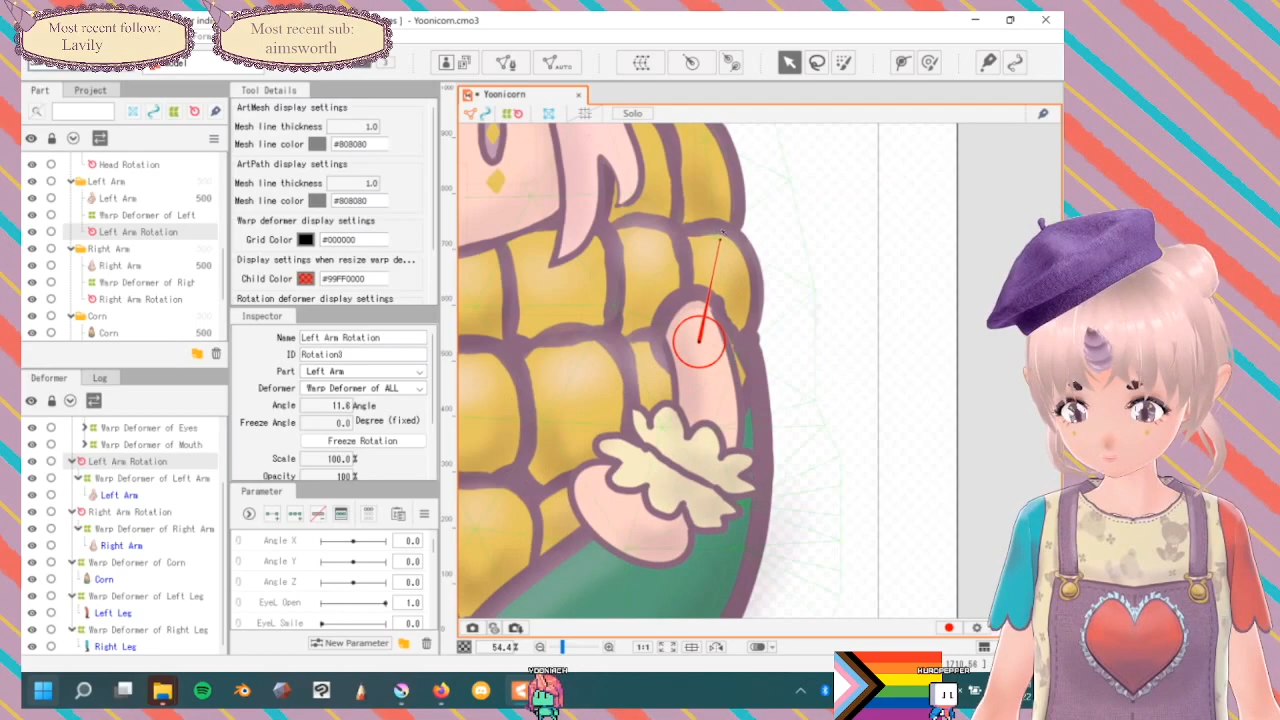 Most recent follow:
Lavily
Most recent sub:
aimsworth
] - Yoonicorn.cmo3
AUTO
Part
Project
Head Rotation
Left Arm
Left Arm 500
Warp Deformer of Left
Left Arm Rotation
Right Arm
Right Arm 500
Warp Deformer of Righ
Right Arm Rotation
Corn
Corn 500
Deformer
Log
Warp Deformer of Eyes
Warp Deformer of Mouth
Left Arm Rotation
Warp Deformer of Left Arm
Left Arm
Right Arm Rotation
Warp Deformer of Right Arm
Right Arm
Warp Deformer of Corn
Corn
Warp Deformer of Left Leg
Left Leg
Warp Deformer of Right Leg
Right Leg
Tool Details
ArtMesh display settings
Mesh line thickness 1.0
Mesh line color #808080
ArtPath display settings
Mesh line thickness 1.0
Mesh line color #808080
Warp deformer display settings
Grid Color #000000
Display settings when resize warp de...
Child Color #99FF0000
Rotation deformer display settings
Inspector
Name Left Arm Rotation
ID Rotation3
Part Left Arm
Deformer Warp Deformer of ALL
Angle 11.6 Angle
Freeze Angle 0.0 Degree (fixed)
Freeze Rotation
Scale 100.0 %
Opacity 100 %
Parameter
Angle X 0.0
Angle Y 0.0
Angle Z 0.0
EyeL Open 1.0
EyeL Smile 0.0
New Parameter
* Yoonicorn
Solo
54.4%
1:1
1710.56 ]
YOONIACH
HUADPEPPER